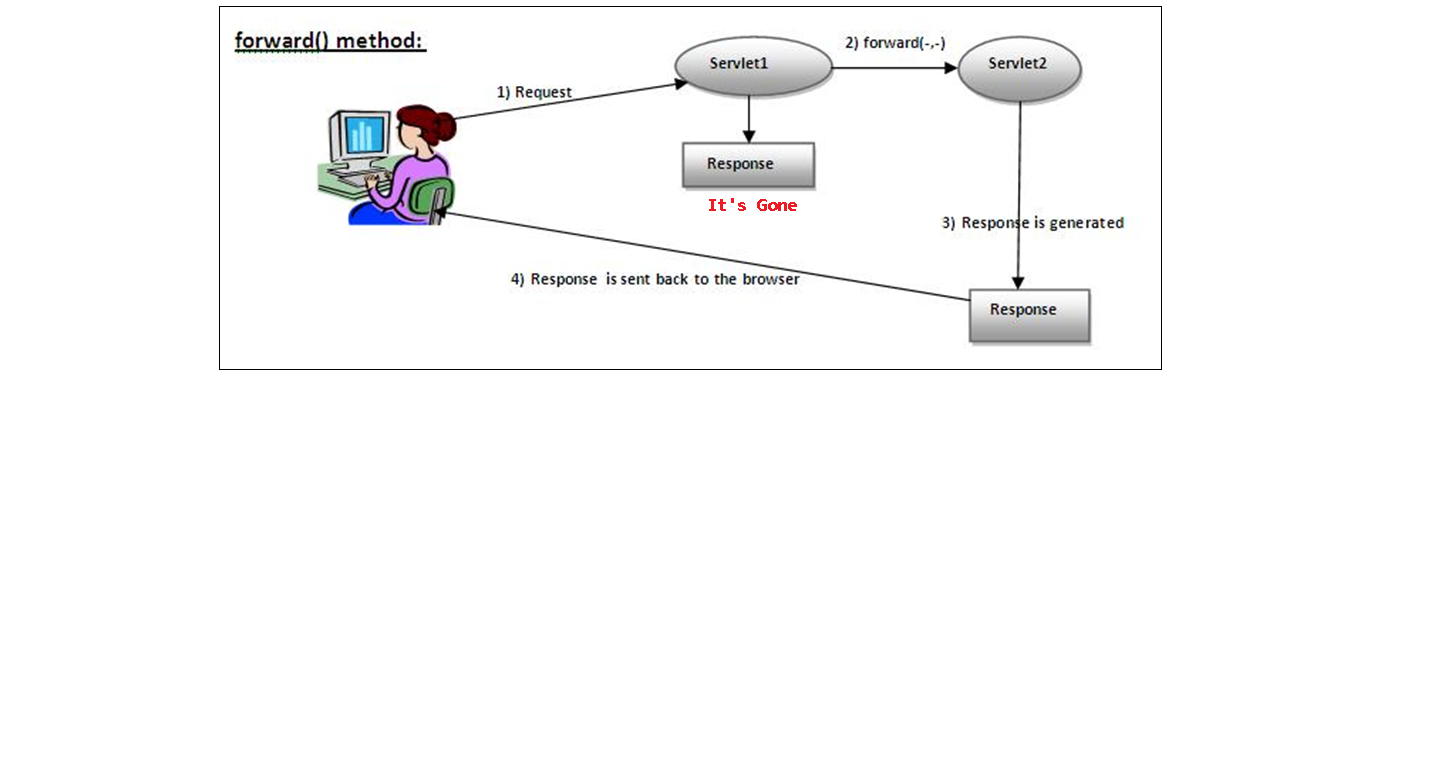 forward() method:
2) forward(-,-)
Servlet1
Servlet2
1) Request
Response
It's Gone
3) Response is generated
4) Response is sent back to the browser
Response